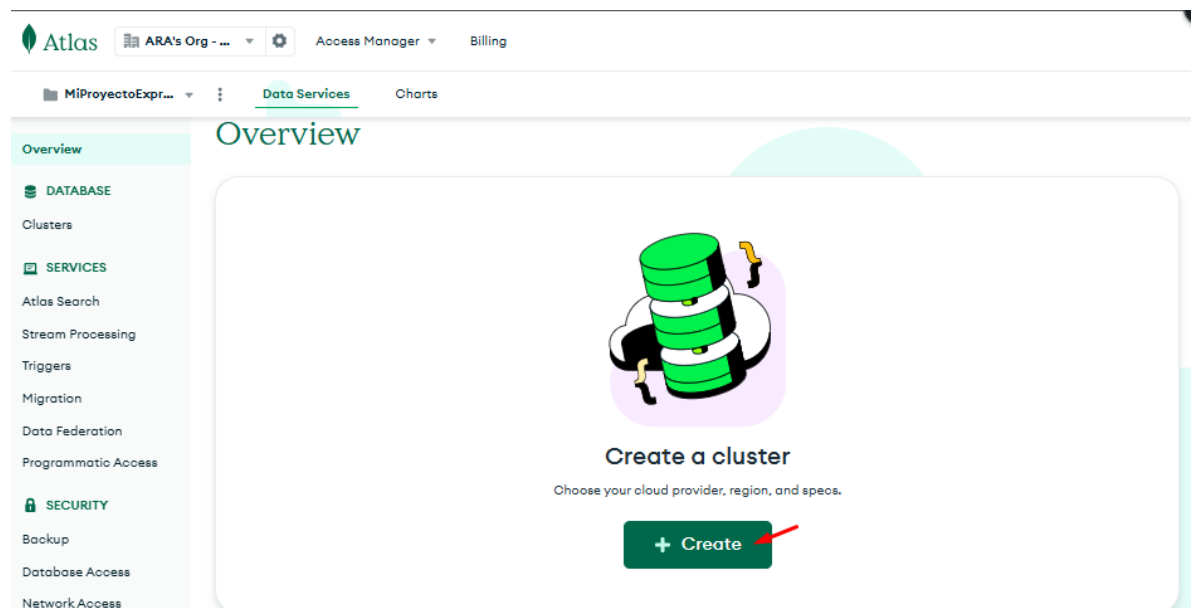 Atlas
ARA's Org - ...
Access Manager
Billing
MiProyectoExpr...
Data Services
Charts
Overview
Overview
DATABASE
Clusters
SERVICES
Atlas Search
Stream Processing
Triggers
Migration
Data Federation
Programmatic Access
SECURITY
Backup
Database Access
Network Access
Create a cluster
Choose your cloud provider, region, and specs.
+ Create